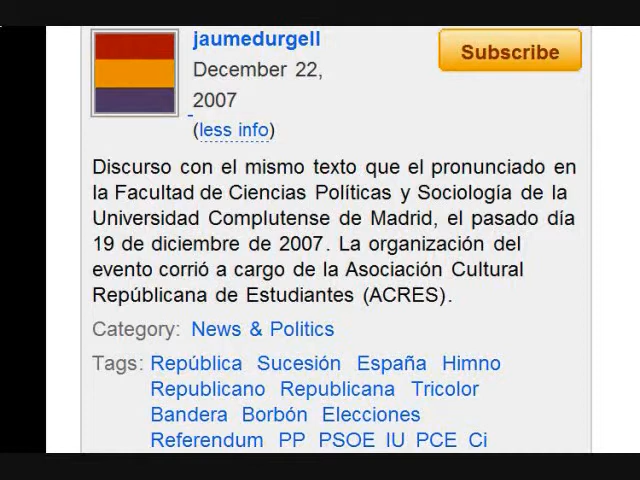 jaumedurgell
Subscribe
December 22,
2007
(less info)
Discurso con el mismo texto que el pronunciado en
la Facultad de Ciencias Políticas y Sociología de la
Universidad Complutense de Madrid, el pasado día
19 de diciembre de 2007. La organización del
evento corrió a cargo de la Asociación Cultural
Repúblicana de Estudiantes (ACRES).
Category: News & Politics
Tags: República Sucesión España Himno
Republicano Republicana Tricolor
Bandera Borbón Elecciones
Referendum PP PSOE IU PCE Ci